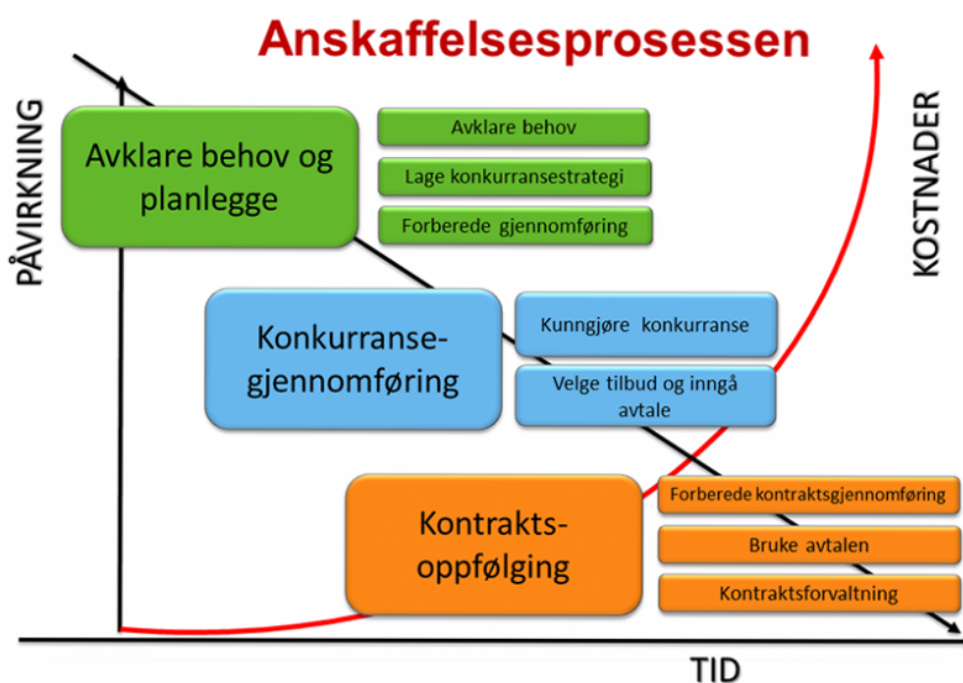 Anskaffelsesprosessen
PÅVIRKNING
KOSTNADER
Avklare behov og
planlegge
Avklare behov
Lage konkurransestrategi
Forberede gjennomføring
Konkurranse-
gjennomføring
Kunngjøre konkurranse
Velge tilbud og inngå
avtale
Kontrakts-
oppfølging
Forberede kontraktsgjennomføring
Bruke avtalen
Kontraktsforvaltning
TID